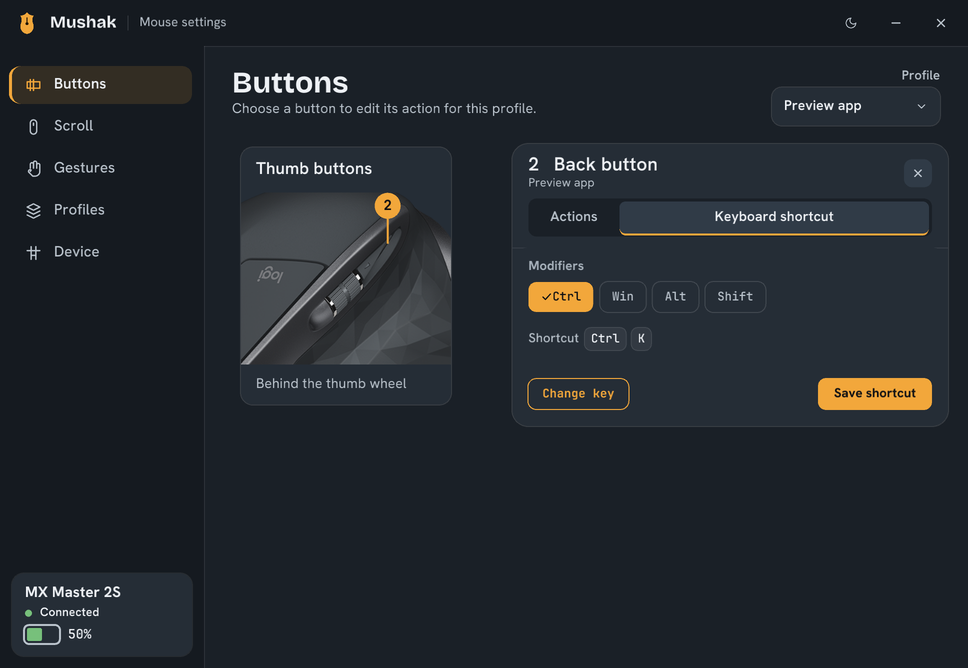 Mushak
Mouse settings
Buttons
Scroll
Gestures
Profiles
Device
MX Master 2S
Connected
50%
Buttons
Choose a button to edit its action for this profile.
Profile
Preview app
Thumb buttons
2
logi
Behind the thumb wheel
2 Back button
Preview app
Actions
Keyboard shortcut
Modifiers
✓Ctrl Win Alt Shift
Shortcut Ctrl K
Change key
Save shortcut